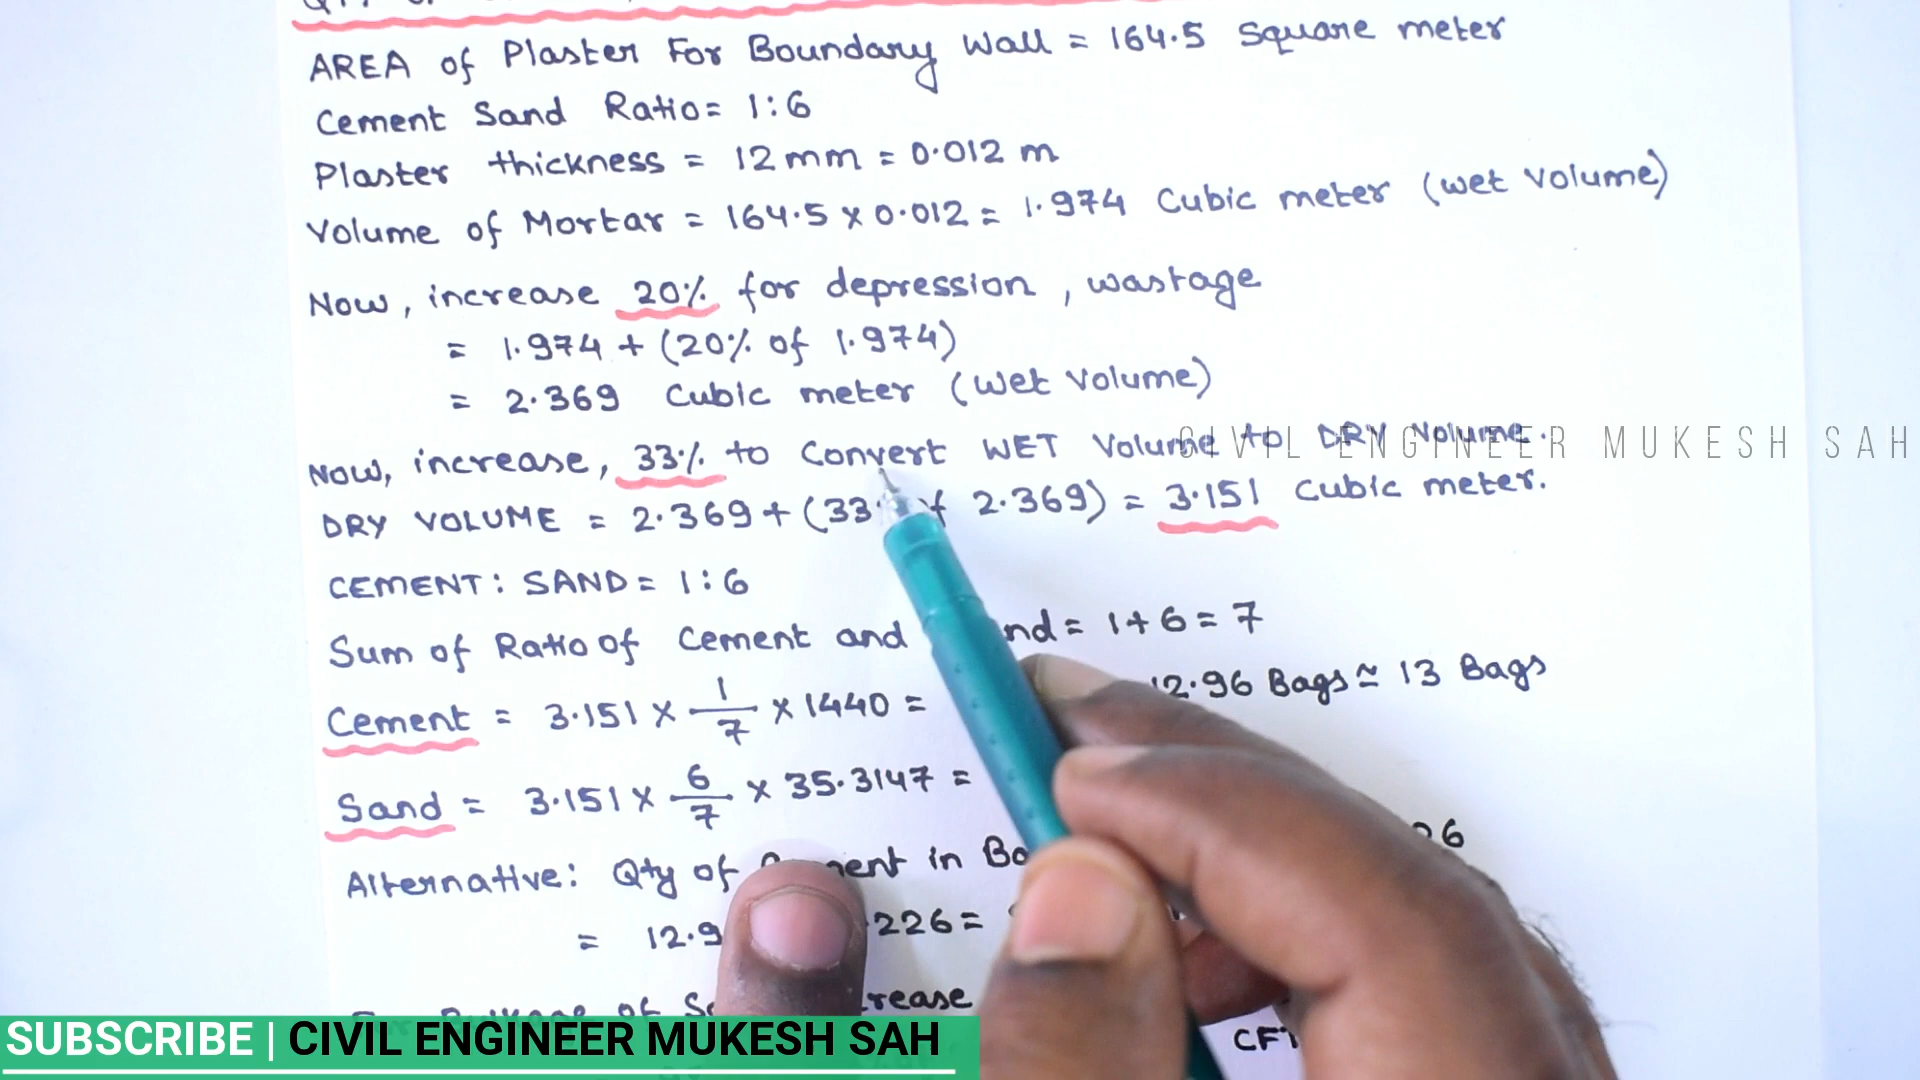 AREA of Plaster For Boundary Wall = 164.5 Square meter
Cement Sand Ratio= 1:6
Plaster thickness = 12 mm = 0.012 m
Volume of Mortar = 164.5 x 0.012 = 1.974 Cubic meter (wet volume)
Now, increase 20% for depression, wastage
= 1.974 + (20% of 1.974)
= 2.369 Cubic meter (wet volume)
Now, increase, 33% to Convert WET Volume to DRY Volume.
CIVIL ENGINEER MUKESH SAH
DRY VOLUME = 2.369 + (33 2.369) = 3.151 Cubic meter.
CEMENT: SAND = 1:6
Sum of Ratio of Cement and nd = 1+6 = 7
Cement = 3.151 x 1/7 x 1440 = 12.96 Bags ≃ 13 Bags
Sand = 3.151 x 6/7 x 35.3147 =
Alternative: Qty of ment in Bo 6
= 12.9 .226 =
of rease
CFT
SUBSCRIBE | CIVIL ENGINEER MUKESH SAH